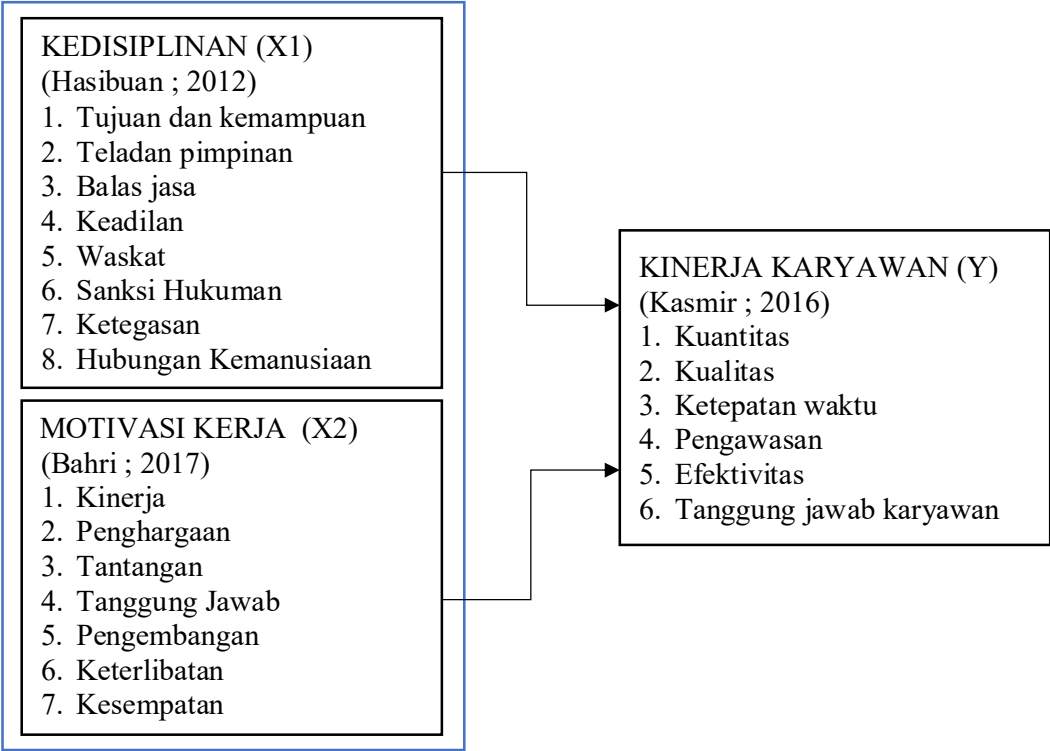 KEDISIPLINAN (X1)
(Hasibuan ; 2012)
1. Tujuan dan kemampuan
2. Teladan pimpinan
3. Balas jasa
4. Keadilan
5. Waskat
6. Sanksi Hukuman
7. Ketegasan
8. Hubungan Kemanusiaan
MOTIVASI KERJA (X2)
(Bahri ; 2017)
1. Kinerja
2. Penghargaan
3. Tantangan
4. Tanggung Jawab
5. Pengembangan
6. Keterlibatan
7. Kesempatan
KINERJA KARYAWAN (Y)
(Kasmir ; 2016)
1. Kuantitas
2. Kualitas
3. Ketepatan waktu
4. Pengawasan
5. Efektivitas
6. Tanggung jawab karyawan